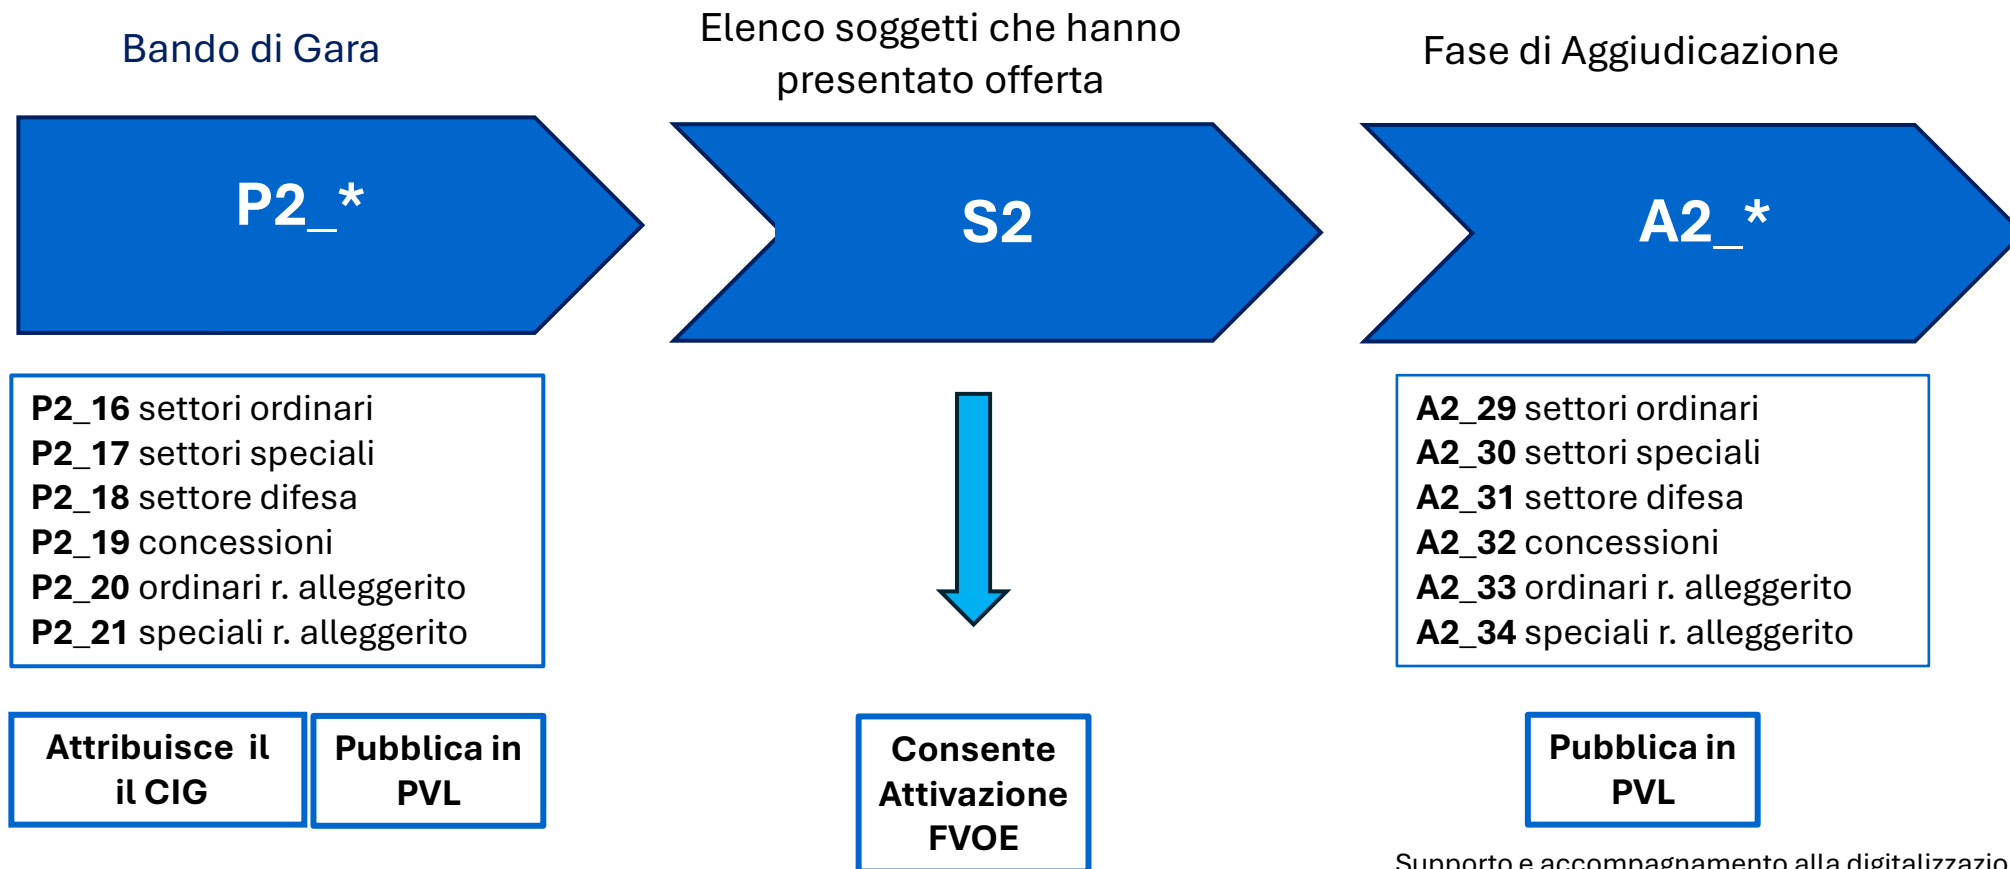 Bando di Gara
Elenco soggetti che hanno
presentato offerta
Fase di Aggiudicazione
P2_*
S2
A2_*
P2_16 settori ordinari
P2_17 settori speciali
P2_18 settore difesa
P2_19 concessioni
P2_20 ordinari r. alleggerito
P2_21 speciali r. alleggerito
A2_29 settori ordinari
A2_30 settori speciali
A2_31 settore difesa
A2_32 concessioni
A2_33 ordinari r. alleggerito
A2_34 speciali r. alleggerito
Attribuisce il
il CIG
Pubblica in
PVL
Consente
Attivazione
FVOE
Pubblica in
PVL
Supporto e accompagnamento alla digitalizzazio